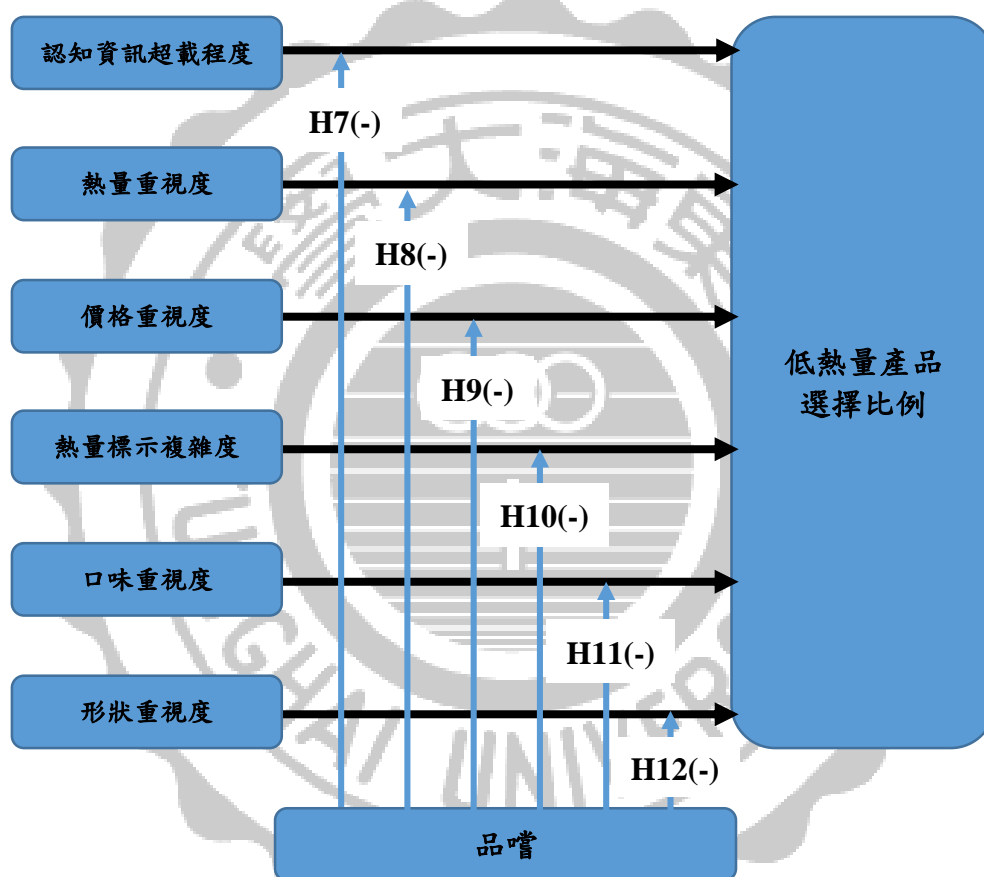 認知資訊超載程度
H7(-)
熱量重視度
H8(-)
價格重視度
H9(-)
低熱量產品
選擇比例
熱量標示複雜度
H10(-)
口味重視度
H11(-)
形狀重視度
H12(-)
品嚐